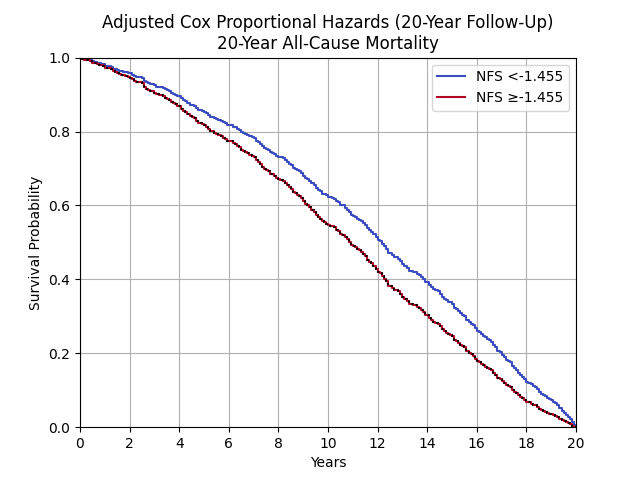 Adjusted Cox Proportional Hazards (20-Year Follow-Up)
20-Year All-Cause Mortality
NFS <-1.455
NFS ≥-1.455
Survival Probability
1.0
0.8
0.6
0.4
0.2
0.0
0 2 4 6 8 10 12 14 16 18 20
Years